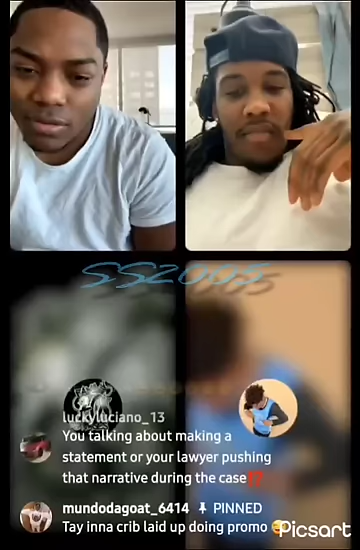 SS2005
luckyluciano_13
You talking about making a
statement or your lawyer pushing
that narrative during the case‼️
mundodagoat_6414 📌 PINNED
Tay inna crib laid up doing promo 😂
Picsart